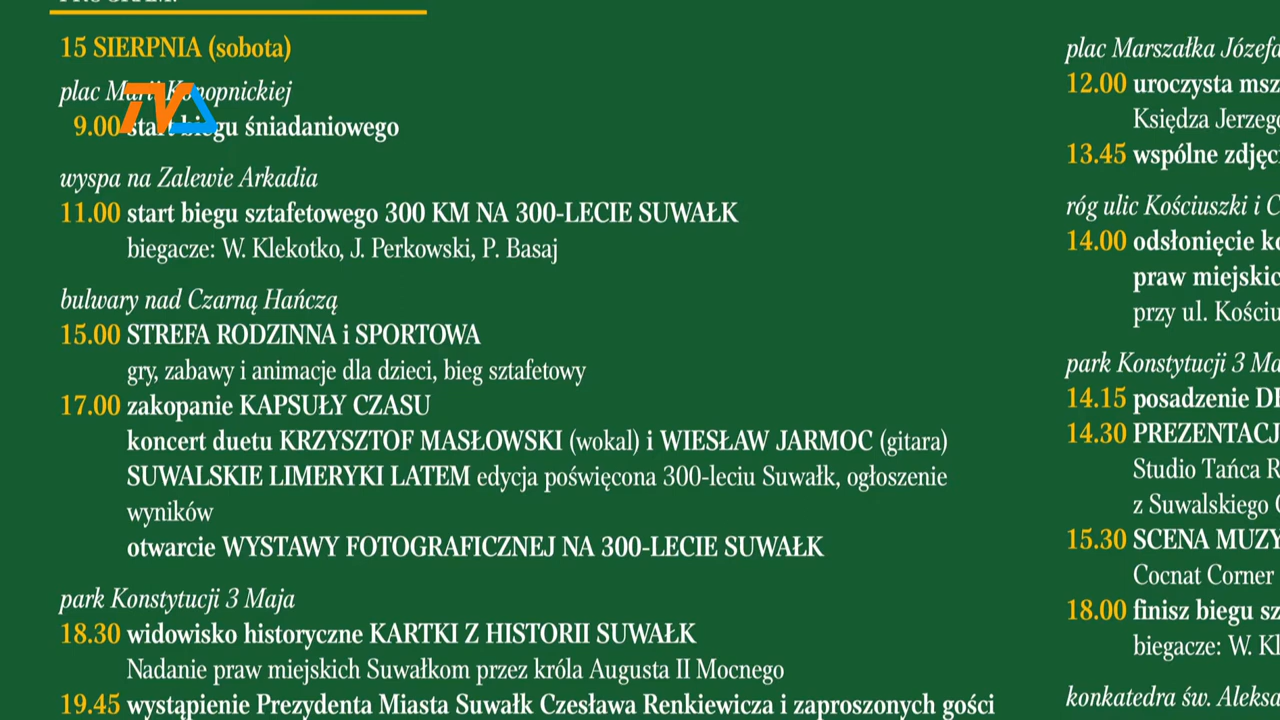 15 SIERPNIA (sobota)
plac Marii Konopnickiej
9.00 start biegu śniadaniowego
wyspa na Zalewie Arkadia
11.00 start biegu sztafetowego 300 KM NA 300-LECIE SUWAŁK
biegacze: W. Klekotko, J. Perkowski, P. Basaj
bulwary nad Czarną Hańczą
15.00 STREFA RODZINNA i SPORTOWA
gry, zabawy i animacje dla dzieci, bieg sztafetowy
17.00 zakopanie KAPSUŁY CZASU
koncert duetu KRZYSZTOF MASŁOWSKI (wokal) i WIESŁAW JARMOC (gitara)
SUWALSKIE LIMERYKI LATEM edycja poświęcona 300-leciu Suwałk, ogłoszenie
wyników
otwarcie WYSTAWY FOTOGRAFICZNEJ NA 300-LECIE SUWAŁK
park Konstytucji 3 Maja
18.30 widowisko historyczne KARTKI Z HISTORII SUWAŁK
Nadanie praw miejskich Suwałkom przez króla Augusta II Mocnego
19.45 wystąpienie Prezydenta Miasta Suwałk Czesława Renkiewicza i zaproszonych gości
plac Marszałka Józefa
12.00 uroczysta msz
Księdza Jerzego
13.45 wspólne zdjęci
róg ulic Kościuszki i C
14.00 odsłonięcie ko
praw miejskic
przy ul. Kościu
park Konstytucji 3 Ma
14.15 posadzenie D
14.30 PREZENTACJ
Studio Tańca R
z Suwalskiego
15.30 SCENA MUZY
Cocnat Corner
18.00 finisz biegu sz
biegacze: W. Kl
konkatedra św. Aleksa
TVA